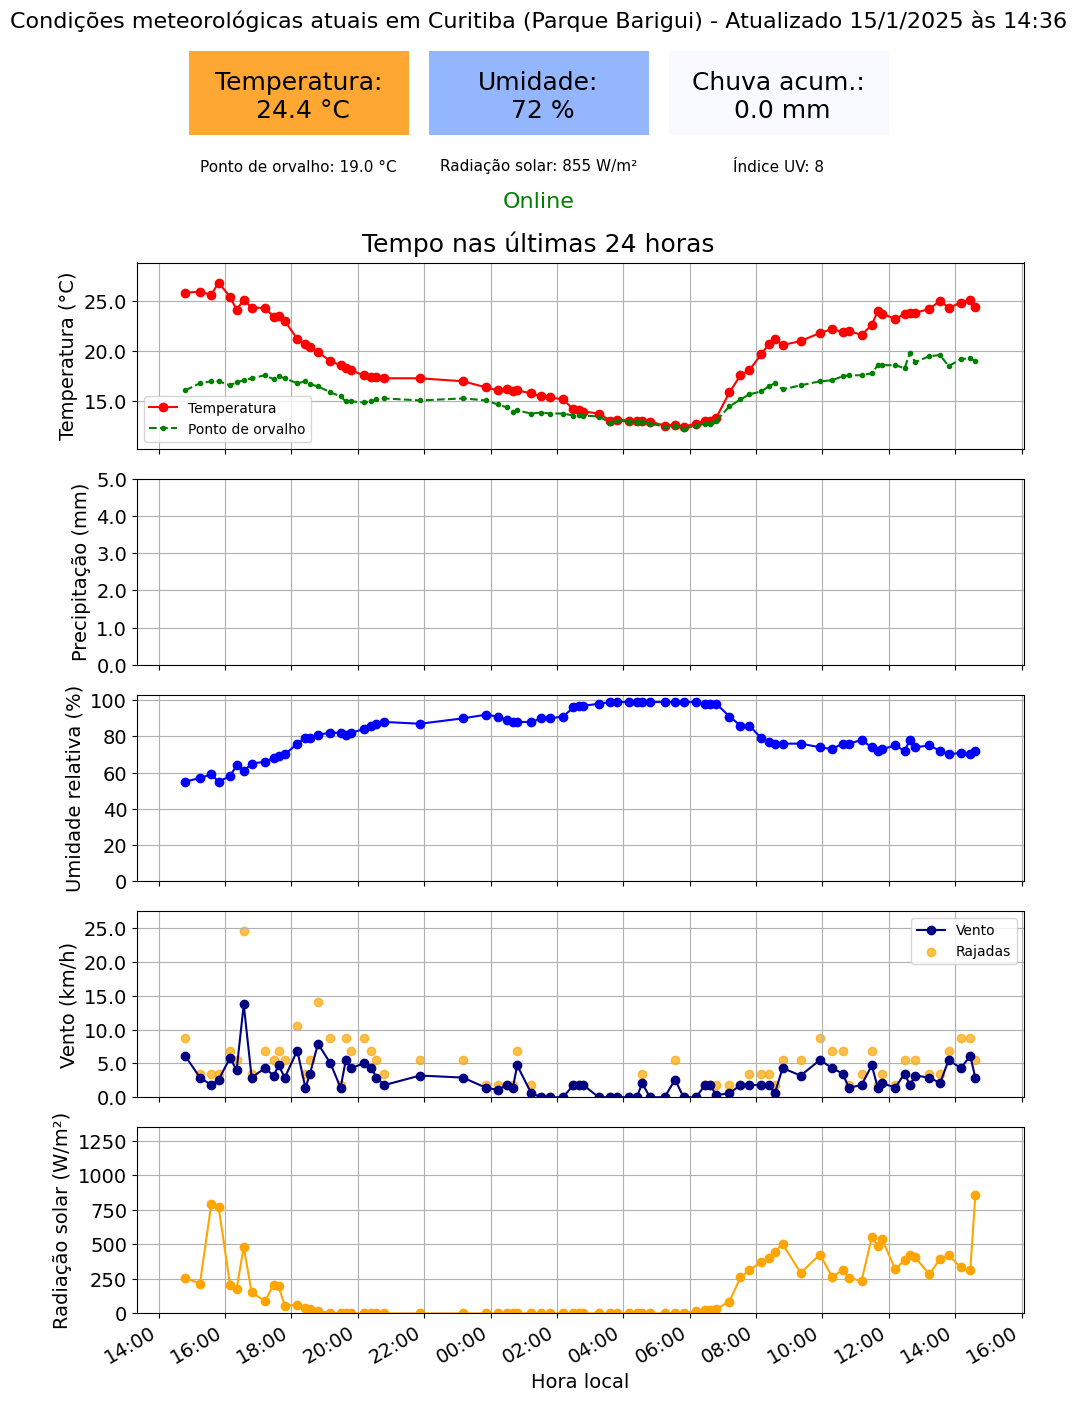 Condições meteorológicas atuais em Curitiba (Parque Barigui) - Atualizado 15/1/2025 às 14:36
Temperatura:
24.4 °C
Umidade:
72 %
Chuva acum.:
0.0 mm
Ponto de orvalho: 19.0 °C
Radiação solar: 855 W/m²
Índice UV: 8
Online
Tempo nas últimas 24 horas
Temperatura (°C)
25.0
20.0
15.0
Temperatura
Ponto de orvalho
Precipitação (mm)
5.0
4.0
3.0
2.0
1.0
0.0
Umidade relativa (%)
100
80
60
40
20
0
Vento (km/h)
25.0
20.0
15.0
10.0
5.0
0.0
Vento
Rajadas
Radiação solar (W/m²)
1250
1000
750
500
250
0
14:00
16:00
18:00
20:00
22:00
00:00
02:00
04:00
06:00
08:00
10:00
12:00
14:00
16:00
Hora local